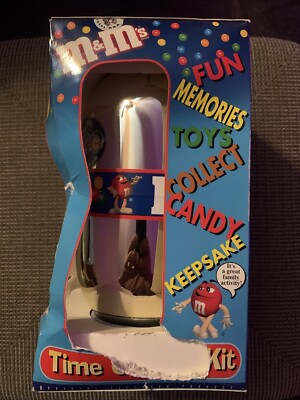 m&m's
FUN
MEMORIES
TOYS
COLLECT
CANDY
KEEPSAKE
It's
a great
family
activity!
m
Time Kit